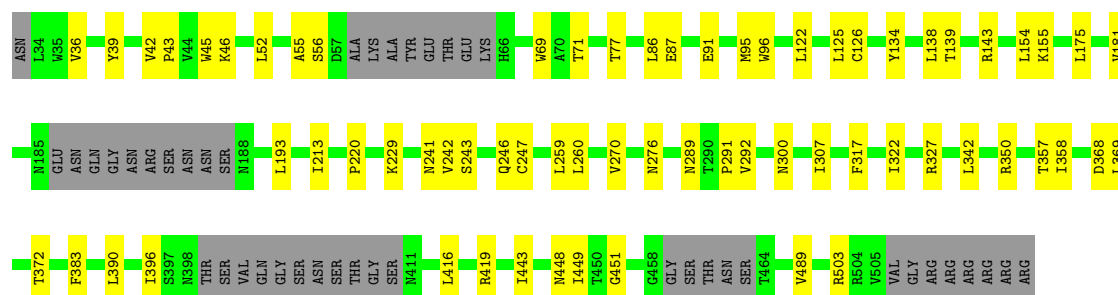 ASN L34 W35 V36 Y39 V42 P43 V44 W45 K46 L52 A55 S56 D57 ALA LYS ALA TYR GLU THR GLU LYS H66 W69 A70 T71 T77 L86 E87 E91 M95 W96 L122 L125 C126 Y134 L138 T139 R143 L154 K155 L175
N185 GLU ASN GLN GLY ASN ARG SER ASN ASN SER N188 L193 I213 P220 K229 N241 V242 S243 Q246 C247 L259 L260 V270 N276 N289 T290 P291 V292 N300 I307 F317 I322 R327 L342 R350 T357 I358 D368 L369
T372 F383 L390 I396 S397 N398 THR SER VAL GLN GLY SER ASN SER THR GLY SER N411 L416 R419 I443 N448 I449 T450 G451 G458 GLY SER THR ASN SER T464 V489 R503 R504 V505 VAL GLY ARG ARG ARG ARG ARG ARG